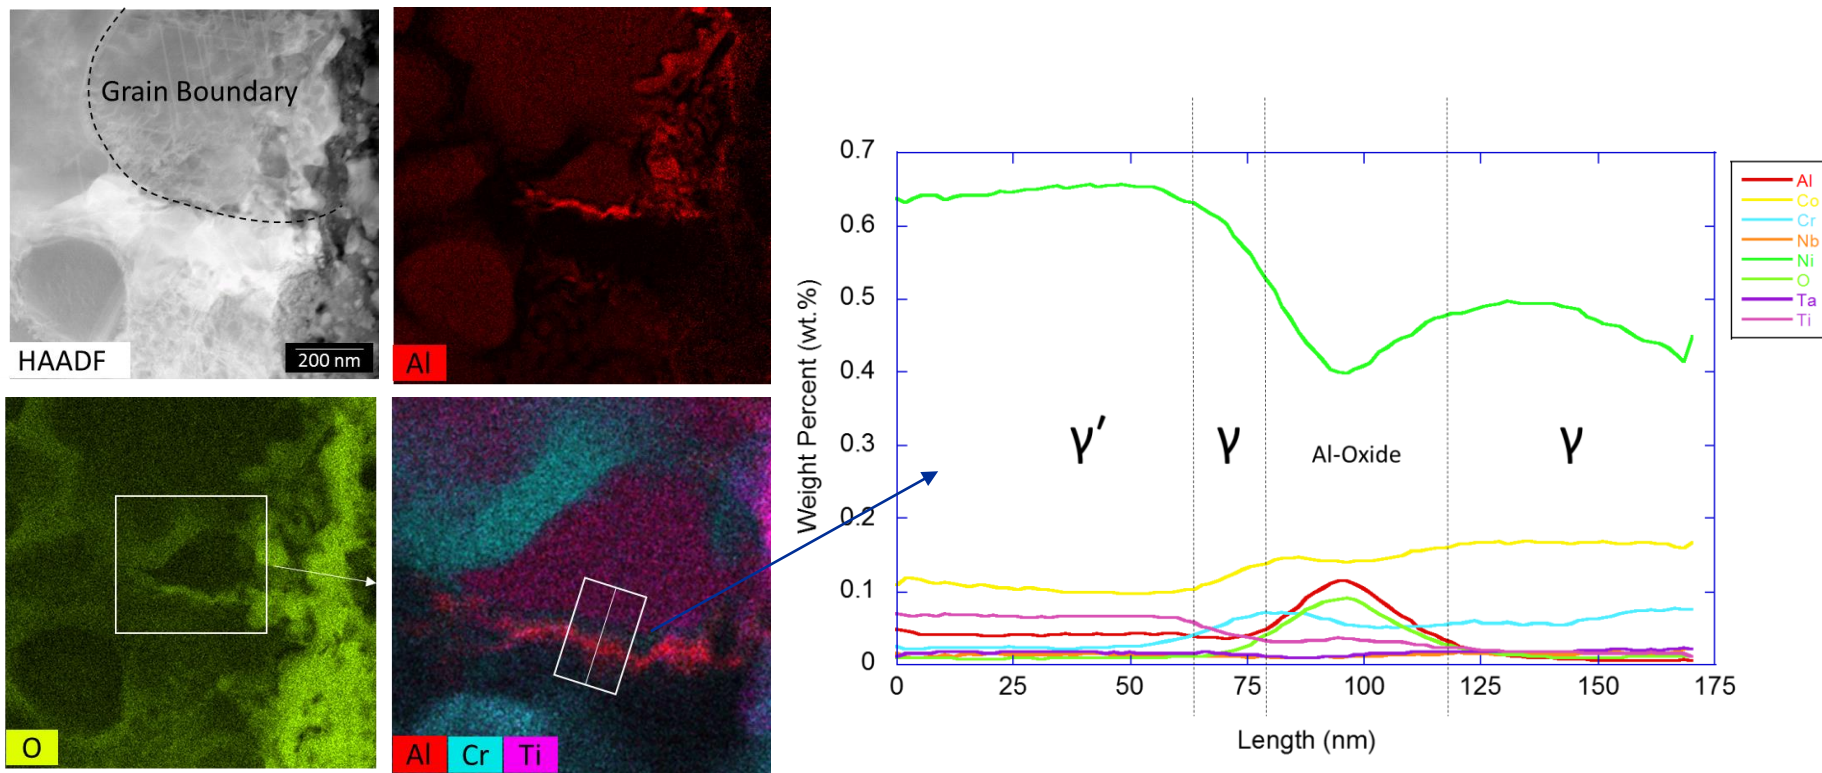 Grain Boundary
HAADF
200 nm
Al
O
Al Cr Ti
Weight Percent (wt.%)
0.7
0.6
0.5
0.4
0.3
0.2
0.1
0
γ′ γ Al-Oxide γ
0 25 50 75 100 125 150 175
Length (nm)
Al
Co
Cr
Nb
Ni
O
Ta
Ti